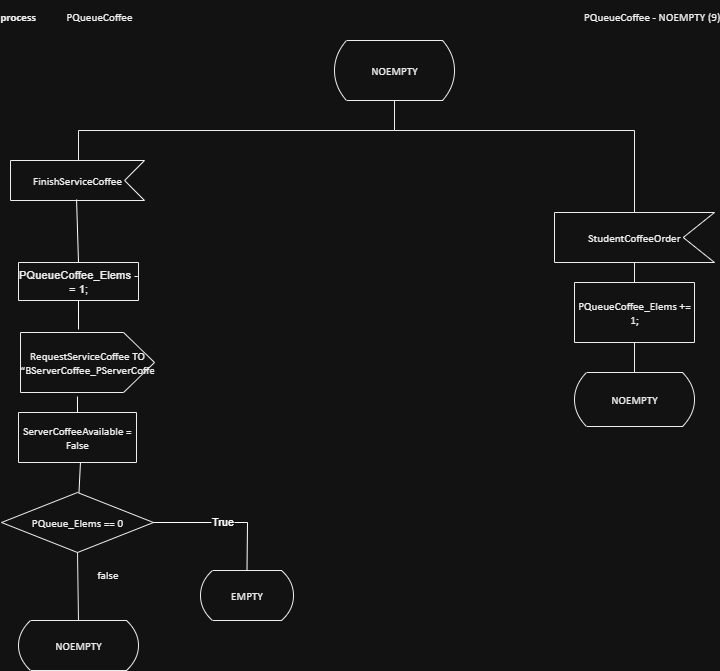 process PQueueCoffee PQueueCoffee - NOEMPTY (9)
NOEMPTY
FinishServiceCoffee
StudentCoffeeOrder
PQueueCoffee_Elems -
= 1;
PQueueCoffee_Elems +=
1;
RequestServiceCoffee TO
"BServerCoffee_PServerCoffe
NOEMPTY
ServerCoffeeAvailable =
False
PQueue_Elems == 0
True
false
EMPTY
NOEMPTY